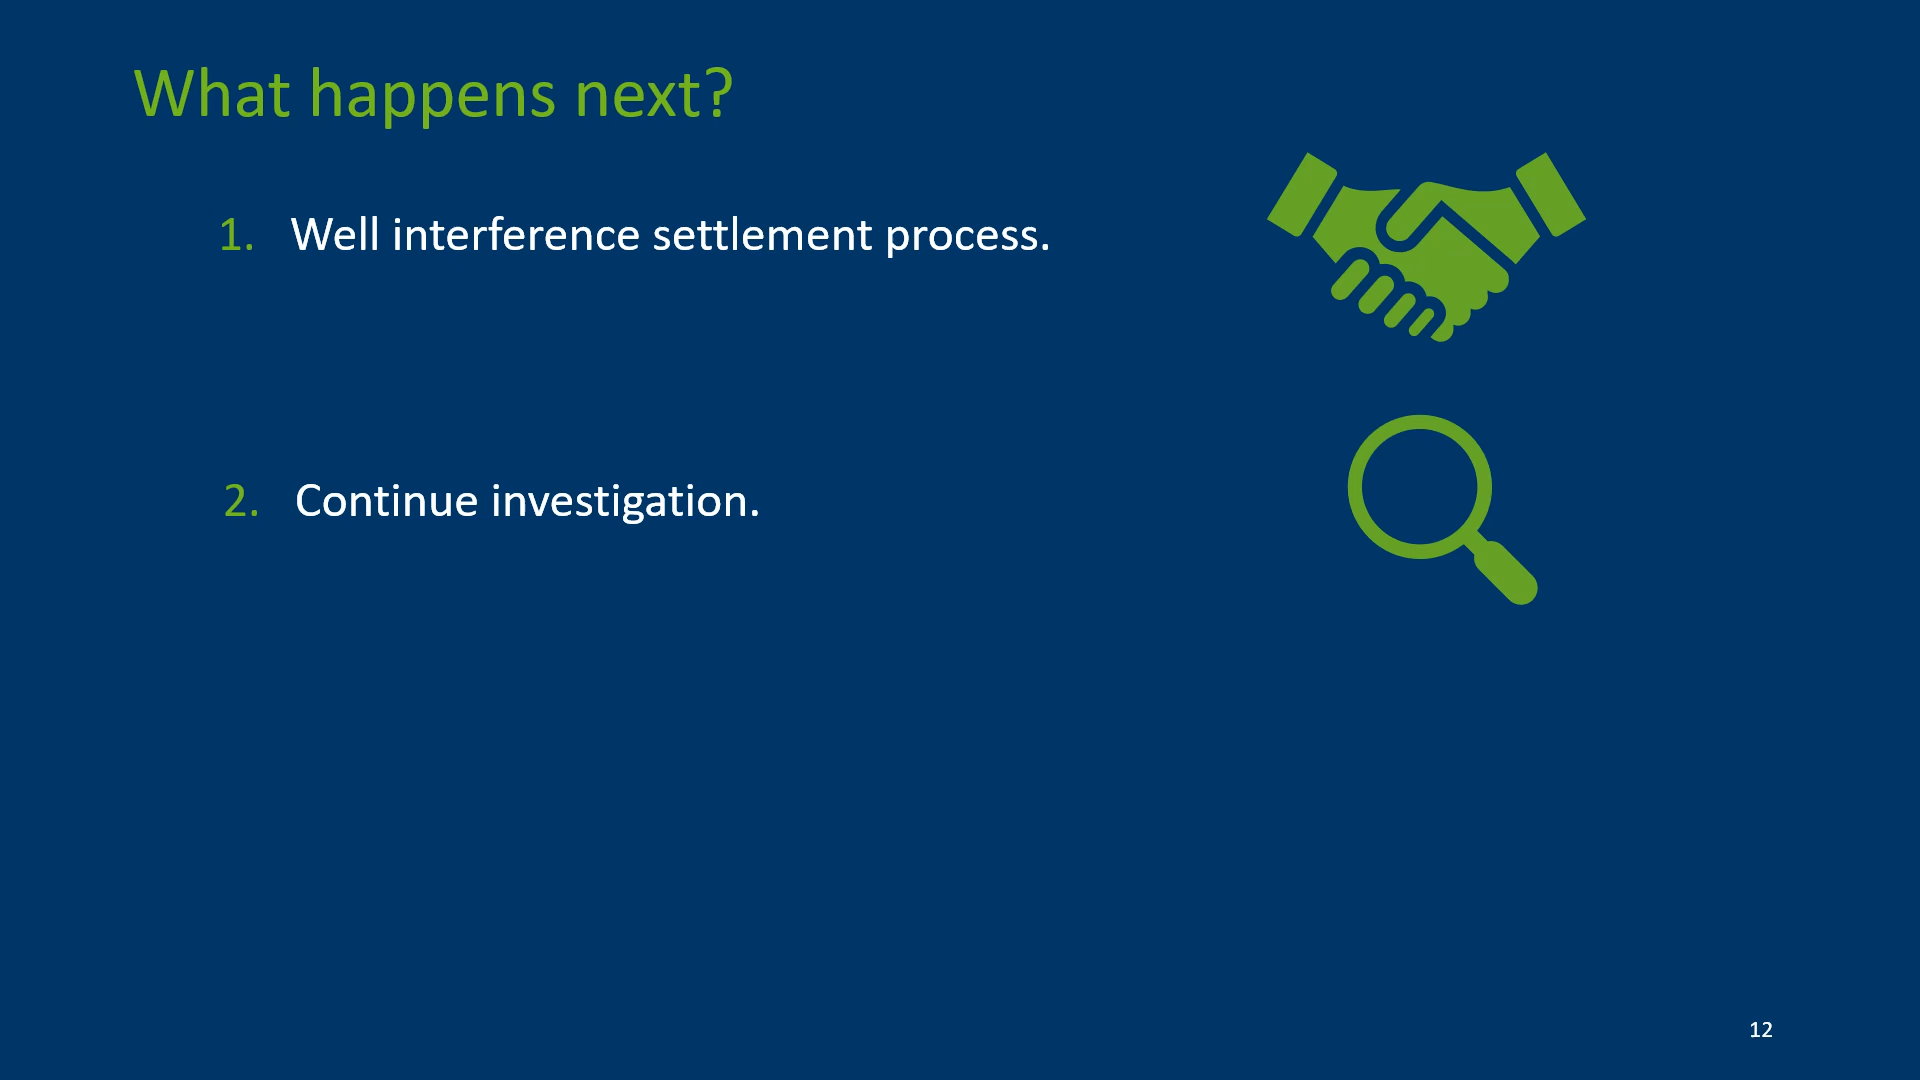 What happens next?
1. Well interference settlement process.
2. Continue investigation.
12